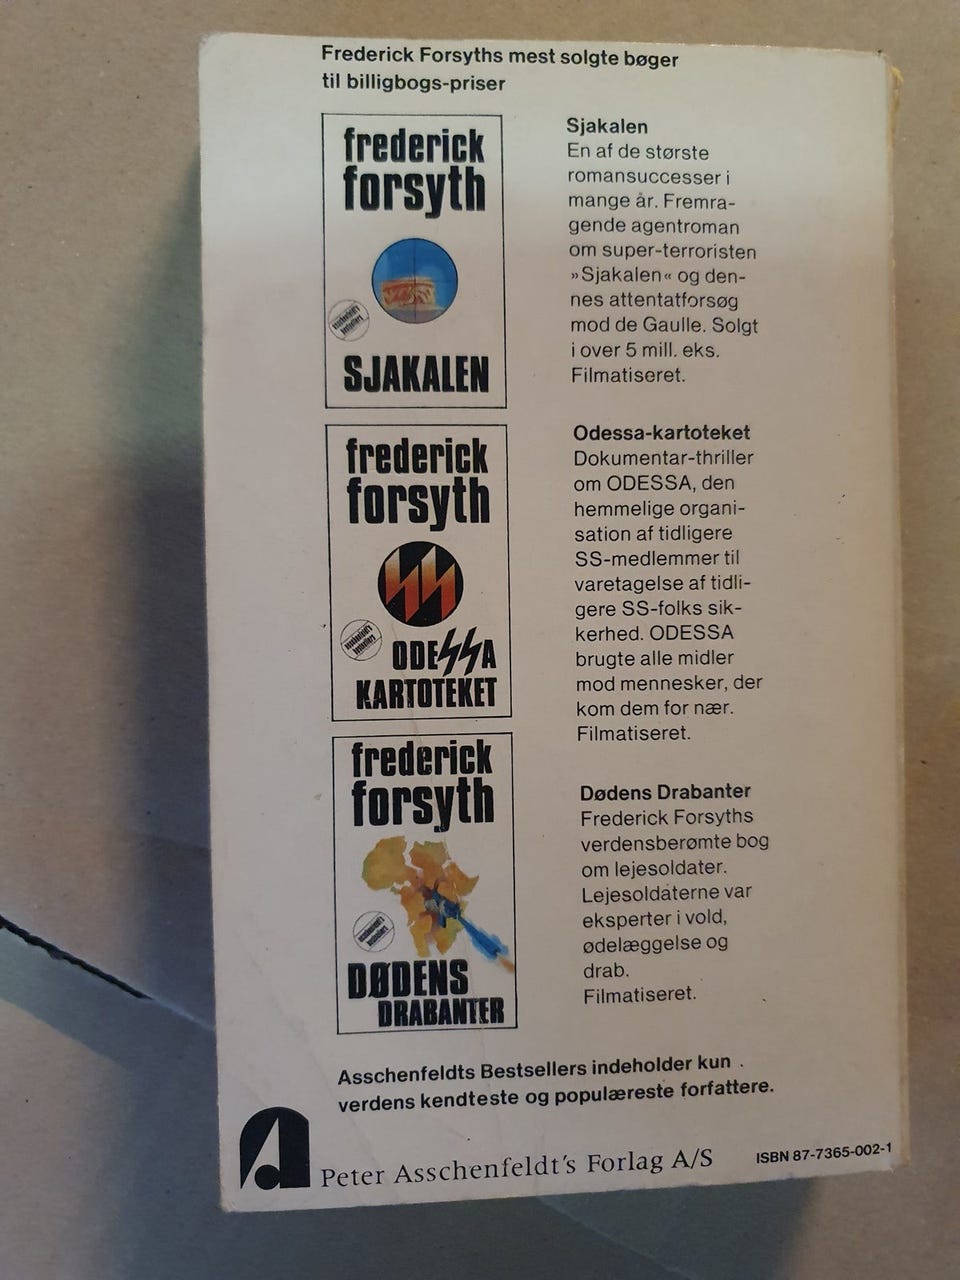 Frederick Forsyths mest solgte bøger
til billigbogs-priser
frederick
forsyth
SJAKALEN
Sjakalen
En af de største
romansuccesser i
mange år. Fremra-
gende agentroman
om super-terroristen
»Sjakalen« og den-
nes attentatforsøg
mod de Gaulle. Solgt
i over 5 mill. eks.
Filmatiseret.
frederick
forsyth
ODESSA
KARTOTEKET
Odessa-kartoteket
Dokumentar-thriller
om ODESSA, den
hemmelige organi-
sation af tidligere
SS-medlemmer til
varetagelse af tidli-
gere SS-folks sik-
kerhed. ODESSA
brugte alle midler
mod mennesker, der
kom dem for nær.
Filmatiseret.
frederick
forsyth
DØDENS
DRABANTER
Dødens Drabanter
Frederick Forsyths
verdensberømte bog
om lejesoldater.
Lejesoldaterne var
eksperter i vold,
ødelæggelse og
drab.
Filmatiseret.
Asschenfeldts Bestsellers indeholder kun
verdens kendteste og populæreste forfattere.
Peter Asschenfeldt's Forlag A/S
ISBN 87-7365-002-1